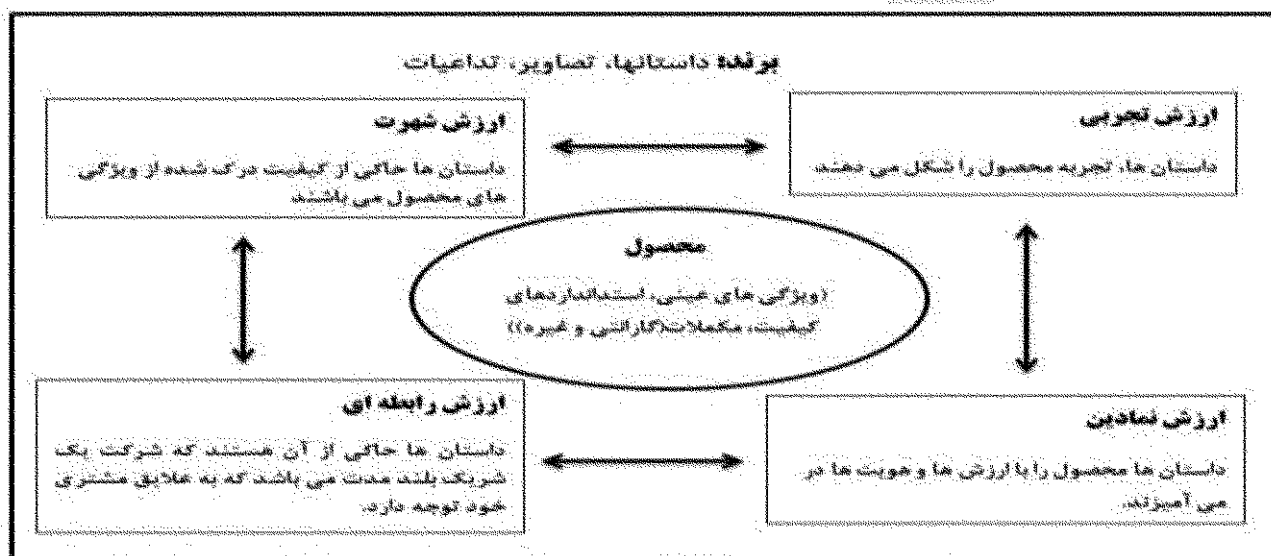 برند: داستانها، تصاویر، تداعیات
ارزش تجربی
داستان ها، تجربه محصول را شکل می دهند
ارزش شهرت
داستان ها حاکی از کیفیت درک شده از ویژگی
های محصول می باشند
محصول
(ویژگی های عینی، استانداردهای
کیفیت، مکملات(گارانتی و غیره))
ارزش نمادین
داستان ها محصول را با ارزش ها و هویت ها در
می آمیزند.
ارزش رابطه ای
داستان ها حاکی از آن هستند که شرکت یک
شریک بلند مدت می باشد که به علایق مشتری
خود توجه دارد.